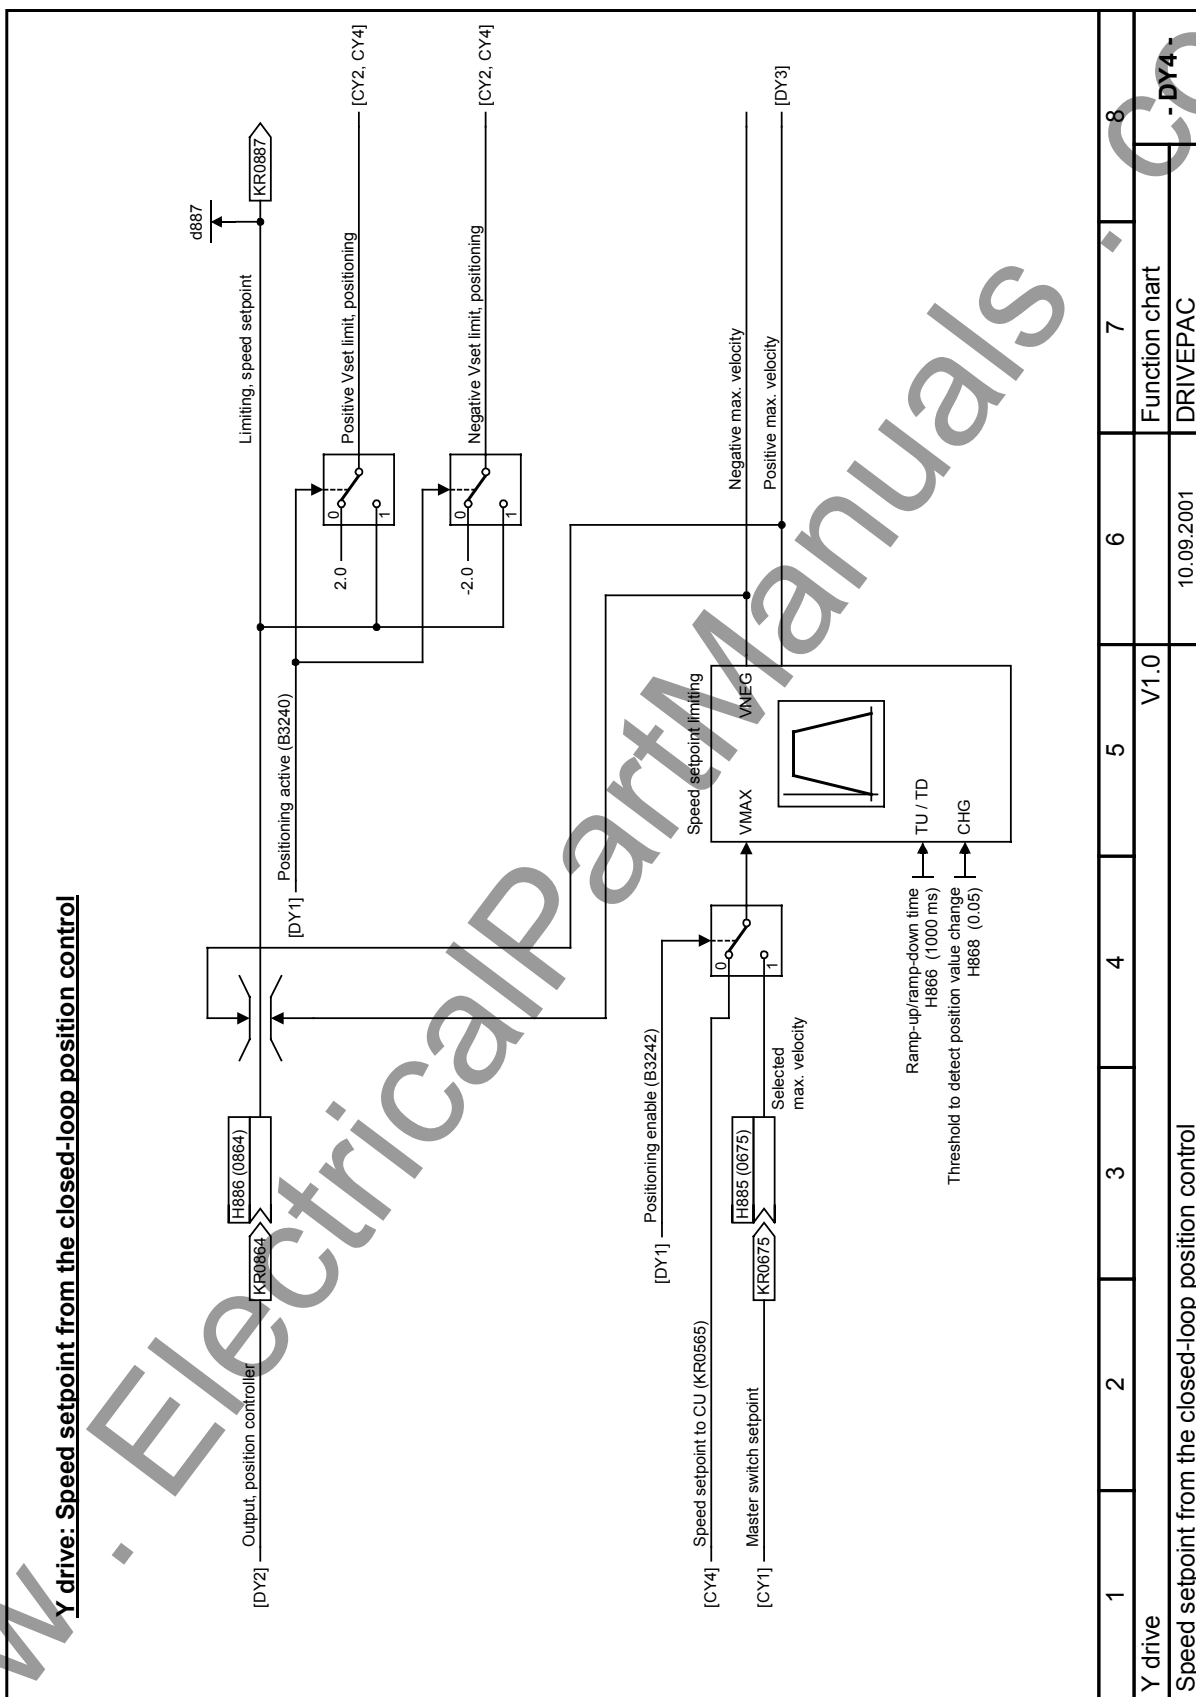 Y drive: Speed setpoint from the closed-loop position control
[DY2]
Output, position controller
KR0864
H886 (0864)
Limiting, speed setpoint
d887
KR0887
[DY1]
Positioning active (B3240)
2.0
0
1
Positive Vset limit, positioning
[CY2, CY4]
-2.0
0
1
Negative Vset limit, positioning
[CY2, CY4]
[DY1]
Positioning enable (B3242)
[CY4]
Speed setpoint to CU (KR0565)
[CY1]
Master switch setpoint
KR0675
H885 (0675)
Selected
max. velocity
0
1
Speed setpoint limiting
VMAX
VNEG
TU / TD
CHG
Ramp-up/ramp-down time
H866 (1000 ms)
Threshold to detect position value change
H868 (0.05)
Negative max. velocity
Positive max. velocity
[DY3]
1 2 3 4 5 6 7 8
Y drive
V1.0
Function chart
- DY4 -
Speed setpoint from the closed-loop position control
10.09.2001
DRIVEPAC
w . ElectricalPartManuals . co